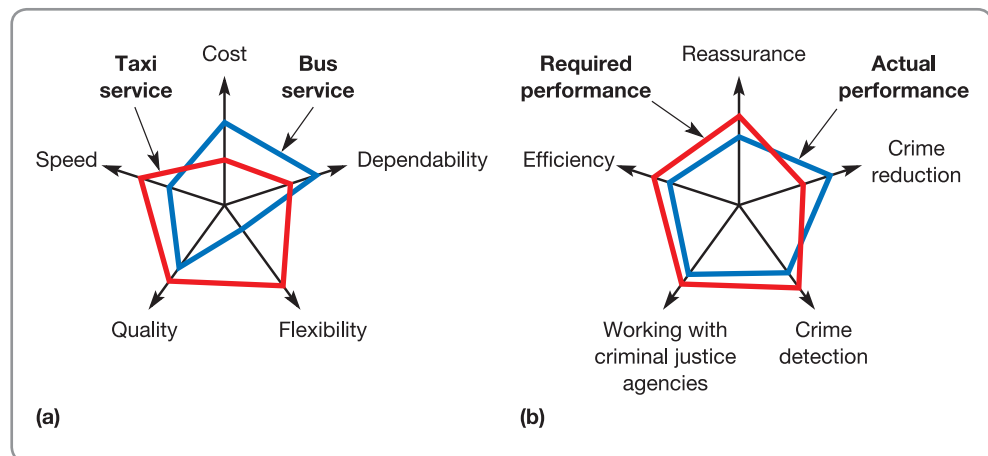 Cost
Taxi
service
Bus
service
Speed
Dependability
Quality
Flexibility
(a)
Reassurance
Required
performance
Actual
performance
Efficiency
Crime
reduction
Working with
criminal justice
agencies
Crime
detection
(b)